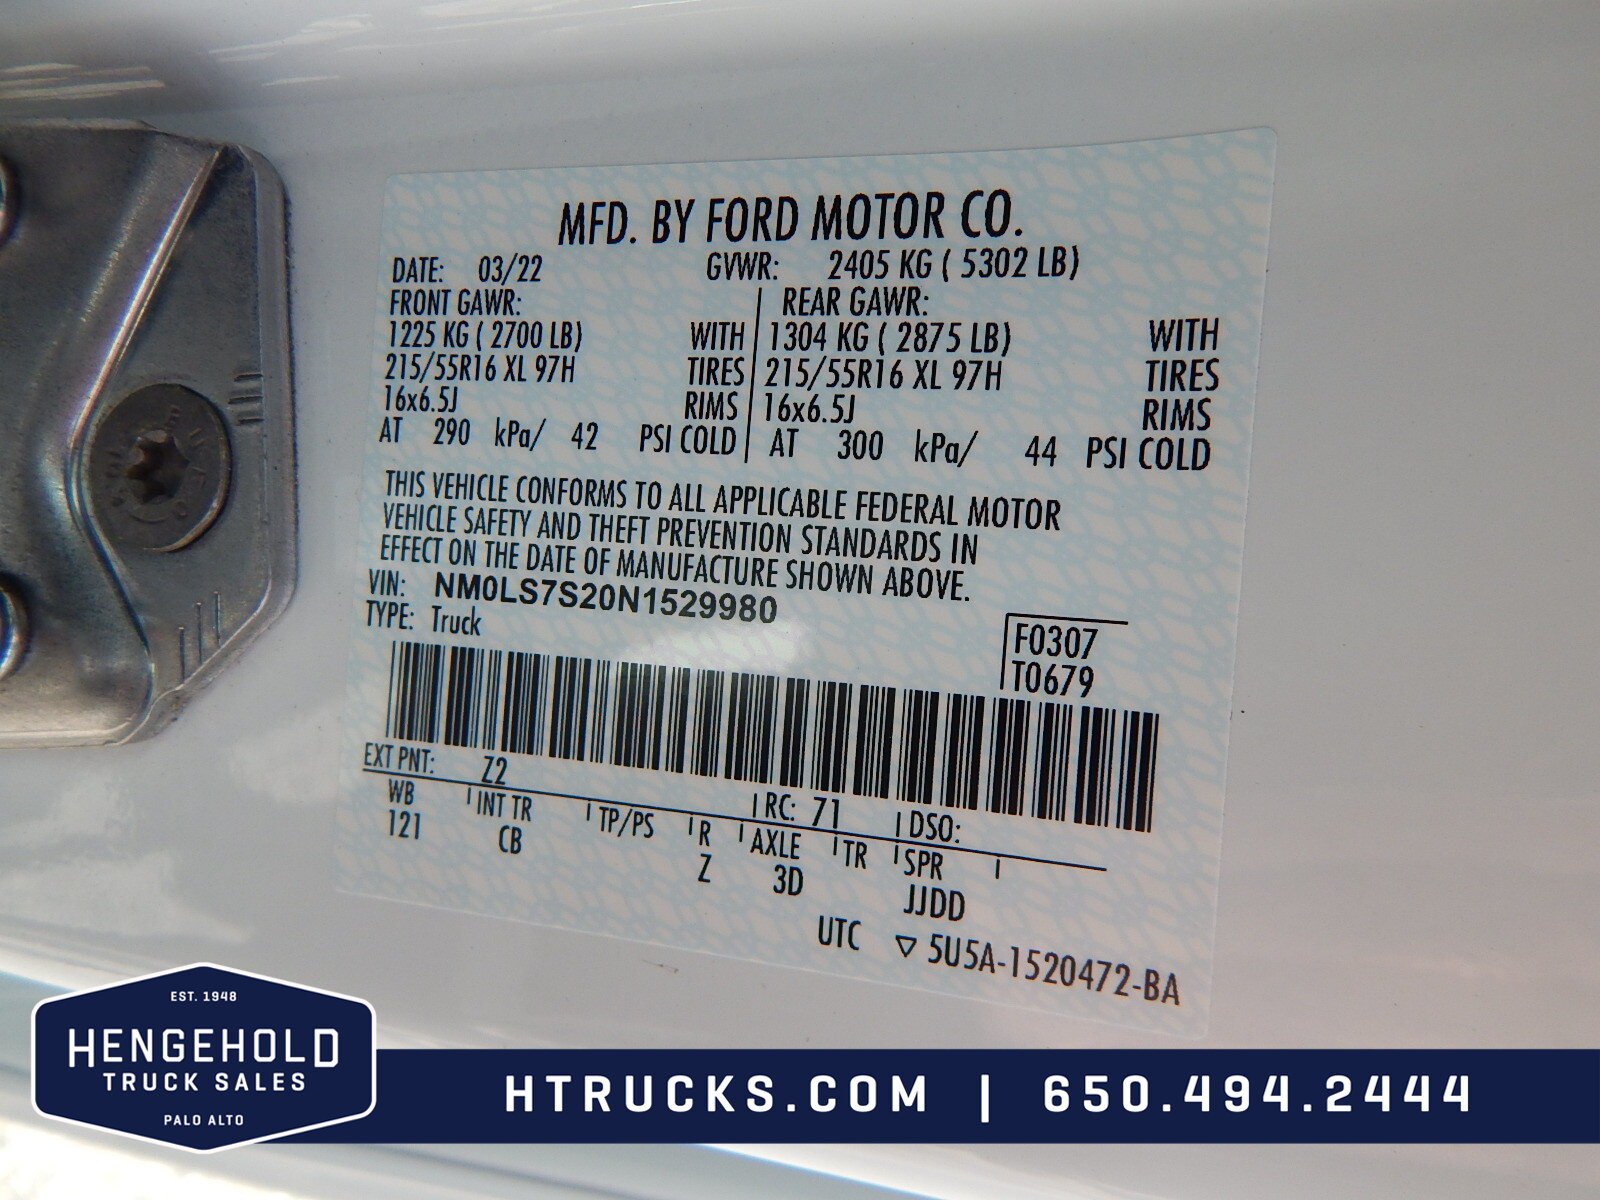 MFD. BY FORD MOTOR CO.
DATE: 03/22 GVWR: 2405 KG ( 5302 LB)
FRONT GAWR: REAR GAWR:
1225 KG ( 2700 LB) WITH 1304 KG ( 2875 LB) WITH
215/55R16 XL 97H TIRES 215/55R16 XL 97H TIRES
16x6.5J RIMS 16x6.5J RIMS
AT 290 kPa/ 42 PSI COLD AT 300 kPa/ 44 PSI COLD
THIS VEHICLE CONFORMS TO ALL APPLICABLE FEDERAL MOTOR
VEHICLE SAFETY AND THEFT PREVENTION STANDARDS IN
EFFECT ON THE DATE OF MANUFACTURE SHOWN ABOVE.
VIN: NM0LS7S20N1529980
TYPE: Truck
F0307
T0679
EXT PNT: Z2 RC: 71 DSO:
WB INT TR TP/PS R AXLE TR SPR
121 CB Z 3D JJDD
UTC ▽ 5U5A-1520472-BA
EST. 1948
HENGEHOLD
TRUCK SALES
PALO ALTO
HTRUCKS.COM | 650.494.2444